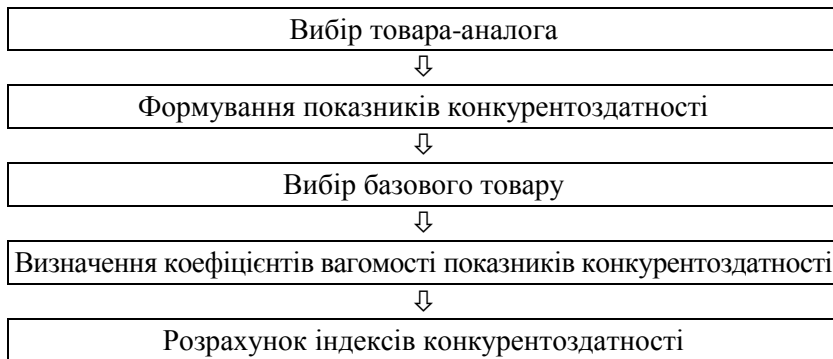 Вибір товара-аналога
⇩
Формування показників конкурентоздатності
⇩
Вибір базового товару
⇩
Визначення коефіцієнтів вагомості показників конкурентоздатності
⇩
Розрахунок індексів конкурентоздатності